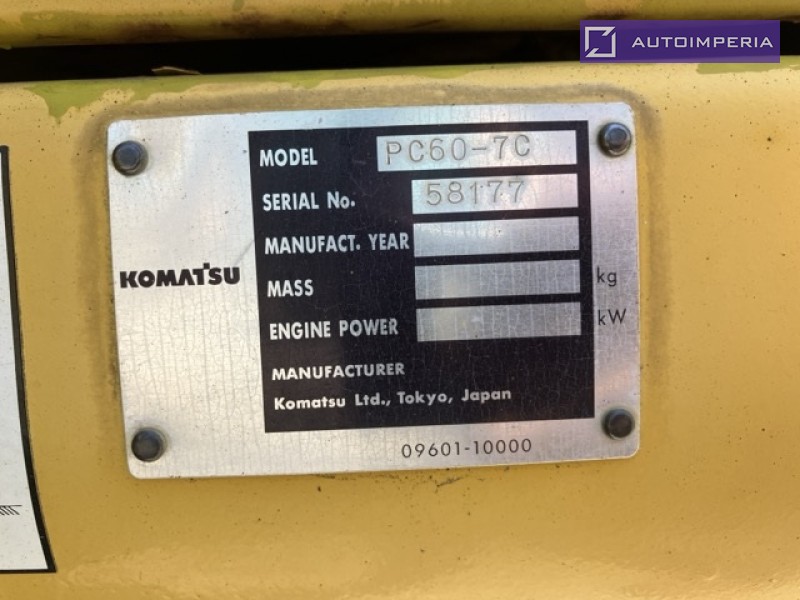 AUTOIMPERIA
MODEL PC60-7C
SERIAL No. 58177
MANUFACT. YEAR
KOMATSU
MASS kg
ENGINE POWER kW
MANUFACTURER
Komatsu Ltd., Tokyo, Japan
09601-10000